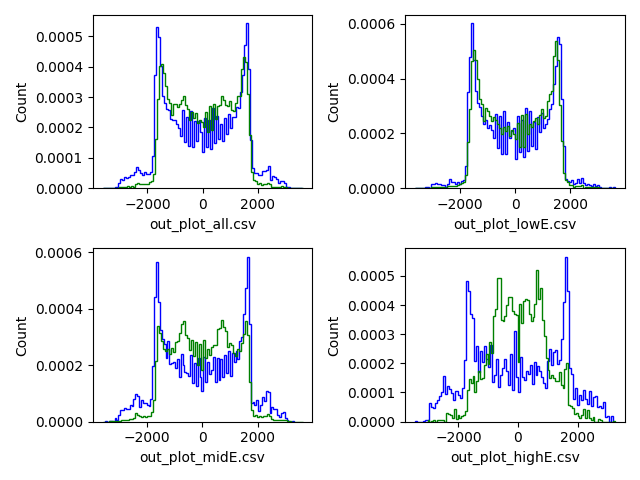 0.0005
0.0004
0.0003
0.0002
0.0001
0.0000
Count
−2000 0 2000
out_plot_all.csv
0.0006
0.0004
0.0002
0.0000
Count
−2000 0 2000
out_plot_lowE.csv
0.0006
0.0004
0.0002
0.0000
Count
−2000 0 2000
out_plot_midE.csv
0.0005
0.0004
0.0003
0.0002
0.0001
0.0000
Count
−2000 0 2000
out_plot_highE.csv